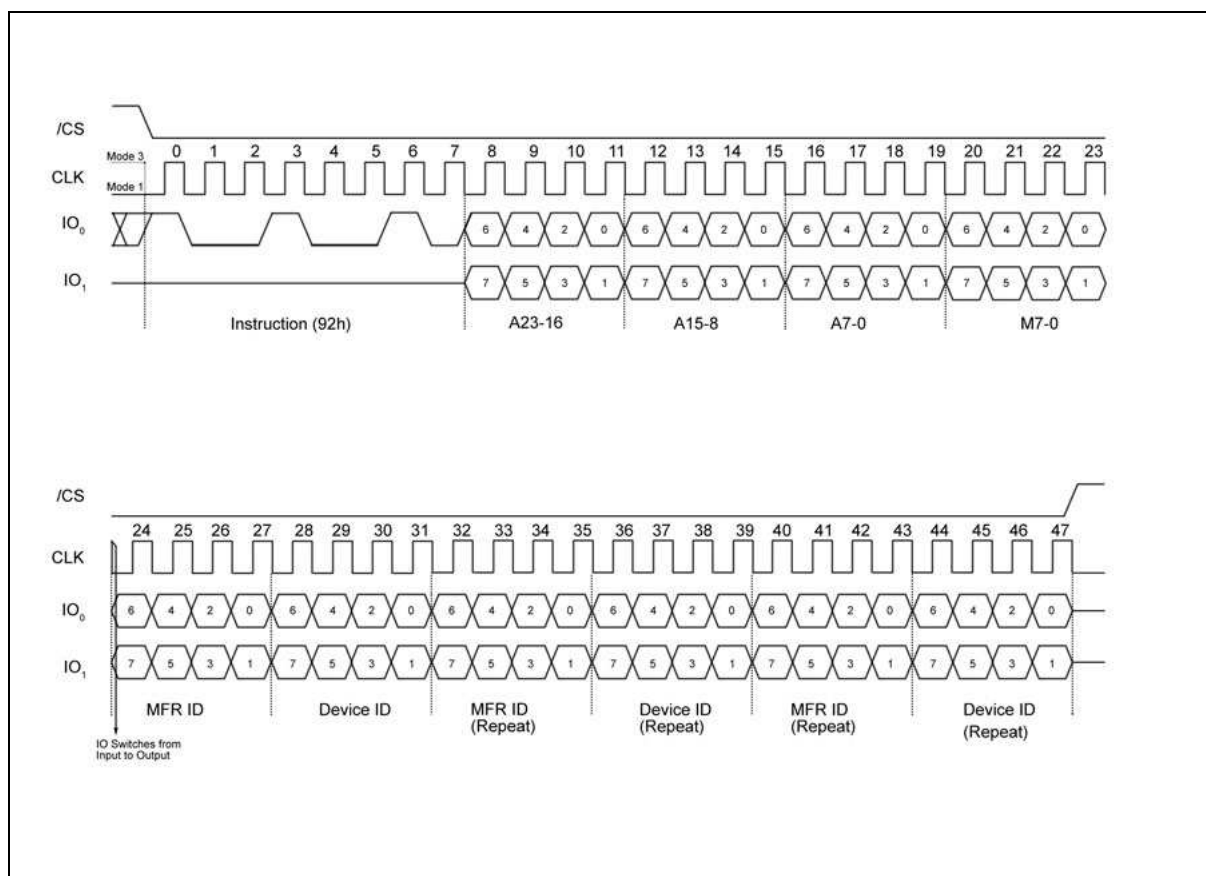 /CS
Mode 3 0 1 2 3 4 5 6 7 8 9 10 11 12 13 14 15 16 17 18 19 20 21 22 23
CLK
Mode 1
IO0 6 4 2 0 6 4 2 0 6 4 2 0 6 4 2 0
IO1 7 5 3 1 7 5 3 1 7 5 3 1 7 5 3 1
Instruction (92h) A23-16 A15-8 A7-0 M7-0
/CS
24 25 26 27 28 29 30 31 32 33 34 35 36 37 38 39 40 41 42 43 44 45 46 47
CLK
IO0 6 4 2 0 6 4 2 0 6 4 2 0 6 4 2 0 6 4 2 0 6 4 2 0
IO1 7 5 3 1 7 5 3 1 7 5 3 1 7 5 3 1 7 5 3 1 7 5 3 1
MFR ID Device ID MFR ID Device ID MFR ID Device ID
(Repeat) (Repeat) (Repeat) (Repeat)
IO Switches from
Input to Output